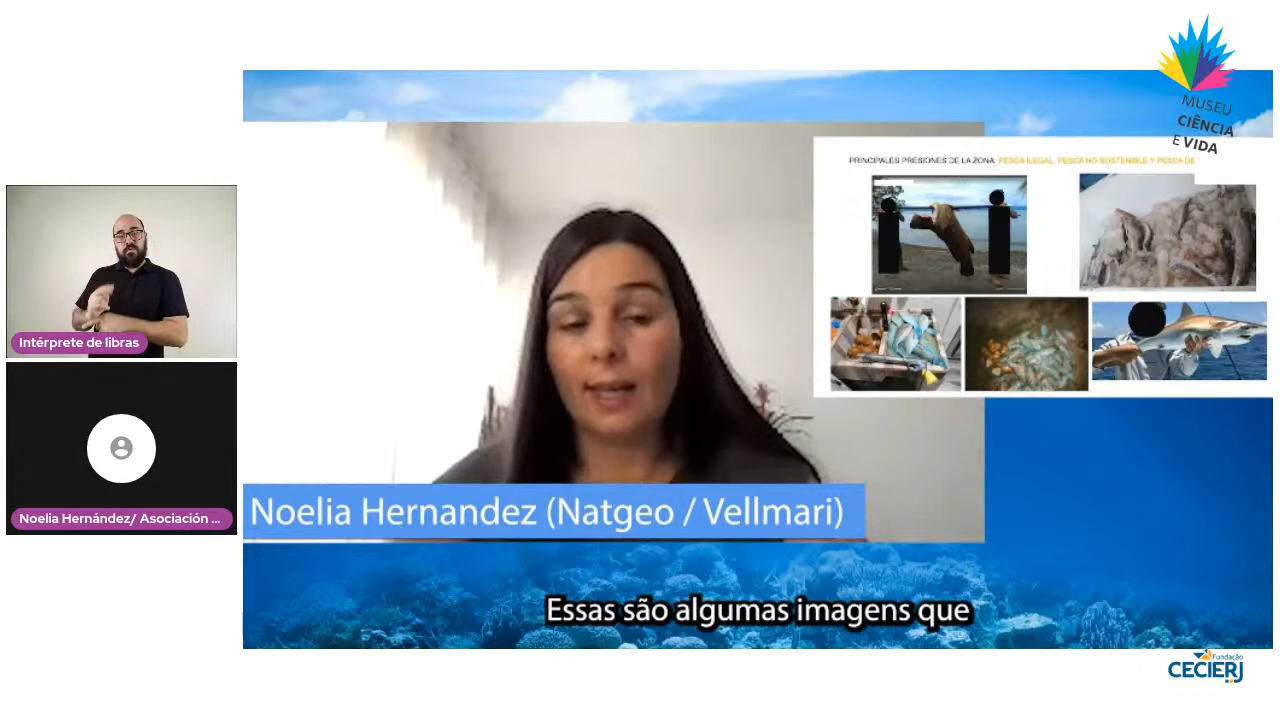 MUSEU
CIÊNCIA
E VIDA
PRINCIPALES PRESIONES DE LA ZONA: PESCA ILEGAL, PESCA NO SOSTENIBLE Y PESCA DE
Intérprete de libras
Noelia Hernández/ Asociación ...
Noelia Hernandez (Natgeo / Vellmari)
Essas são algumas imagens que
Fundação
CECIERJ